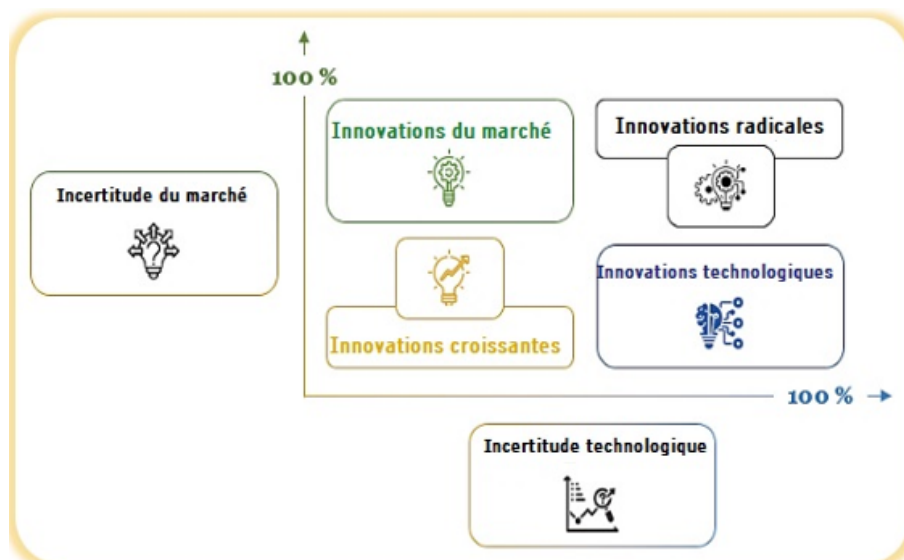 100 %
Innovations du marché
Innovations radicales
Incertitude du marché
Innovations technologiques
Innovations croissantes
100 %
Incertitude technologique